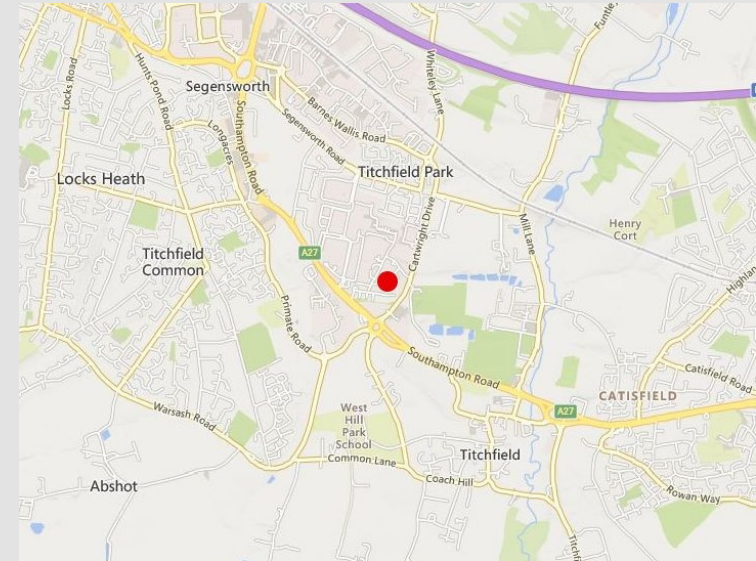 Whiteley Lane
Locks Road
Hunts Pond Road
Segensworth
Barnes Wallis Road
Segensworth Road
Longacres
Southampton Road
Locks Heath
Titchfield Park
Titchfield
Common
A27
Cartwright Drive
Mill Lane
Henry
Cort
Primate Road
Southampton Road
Catisfield Road
CATISFIELD
A27
Warsash Road
West
Hill
Park
School
Common Lane
Titchfield
Coach Hill
Abshot
Rowan Way